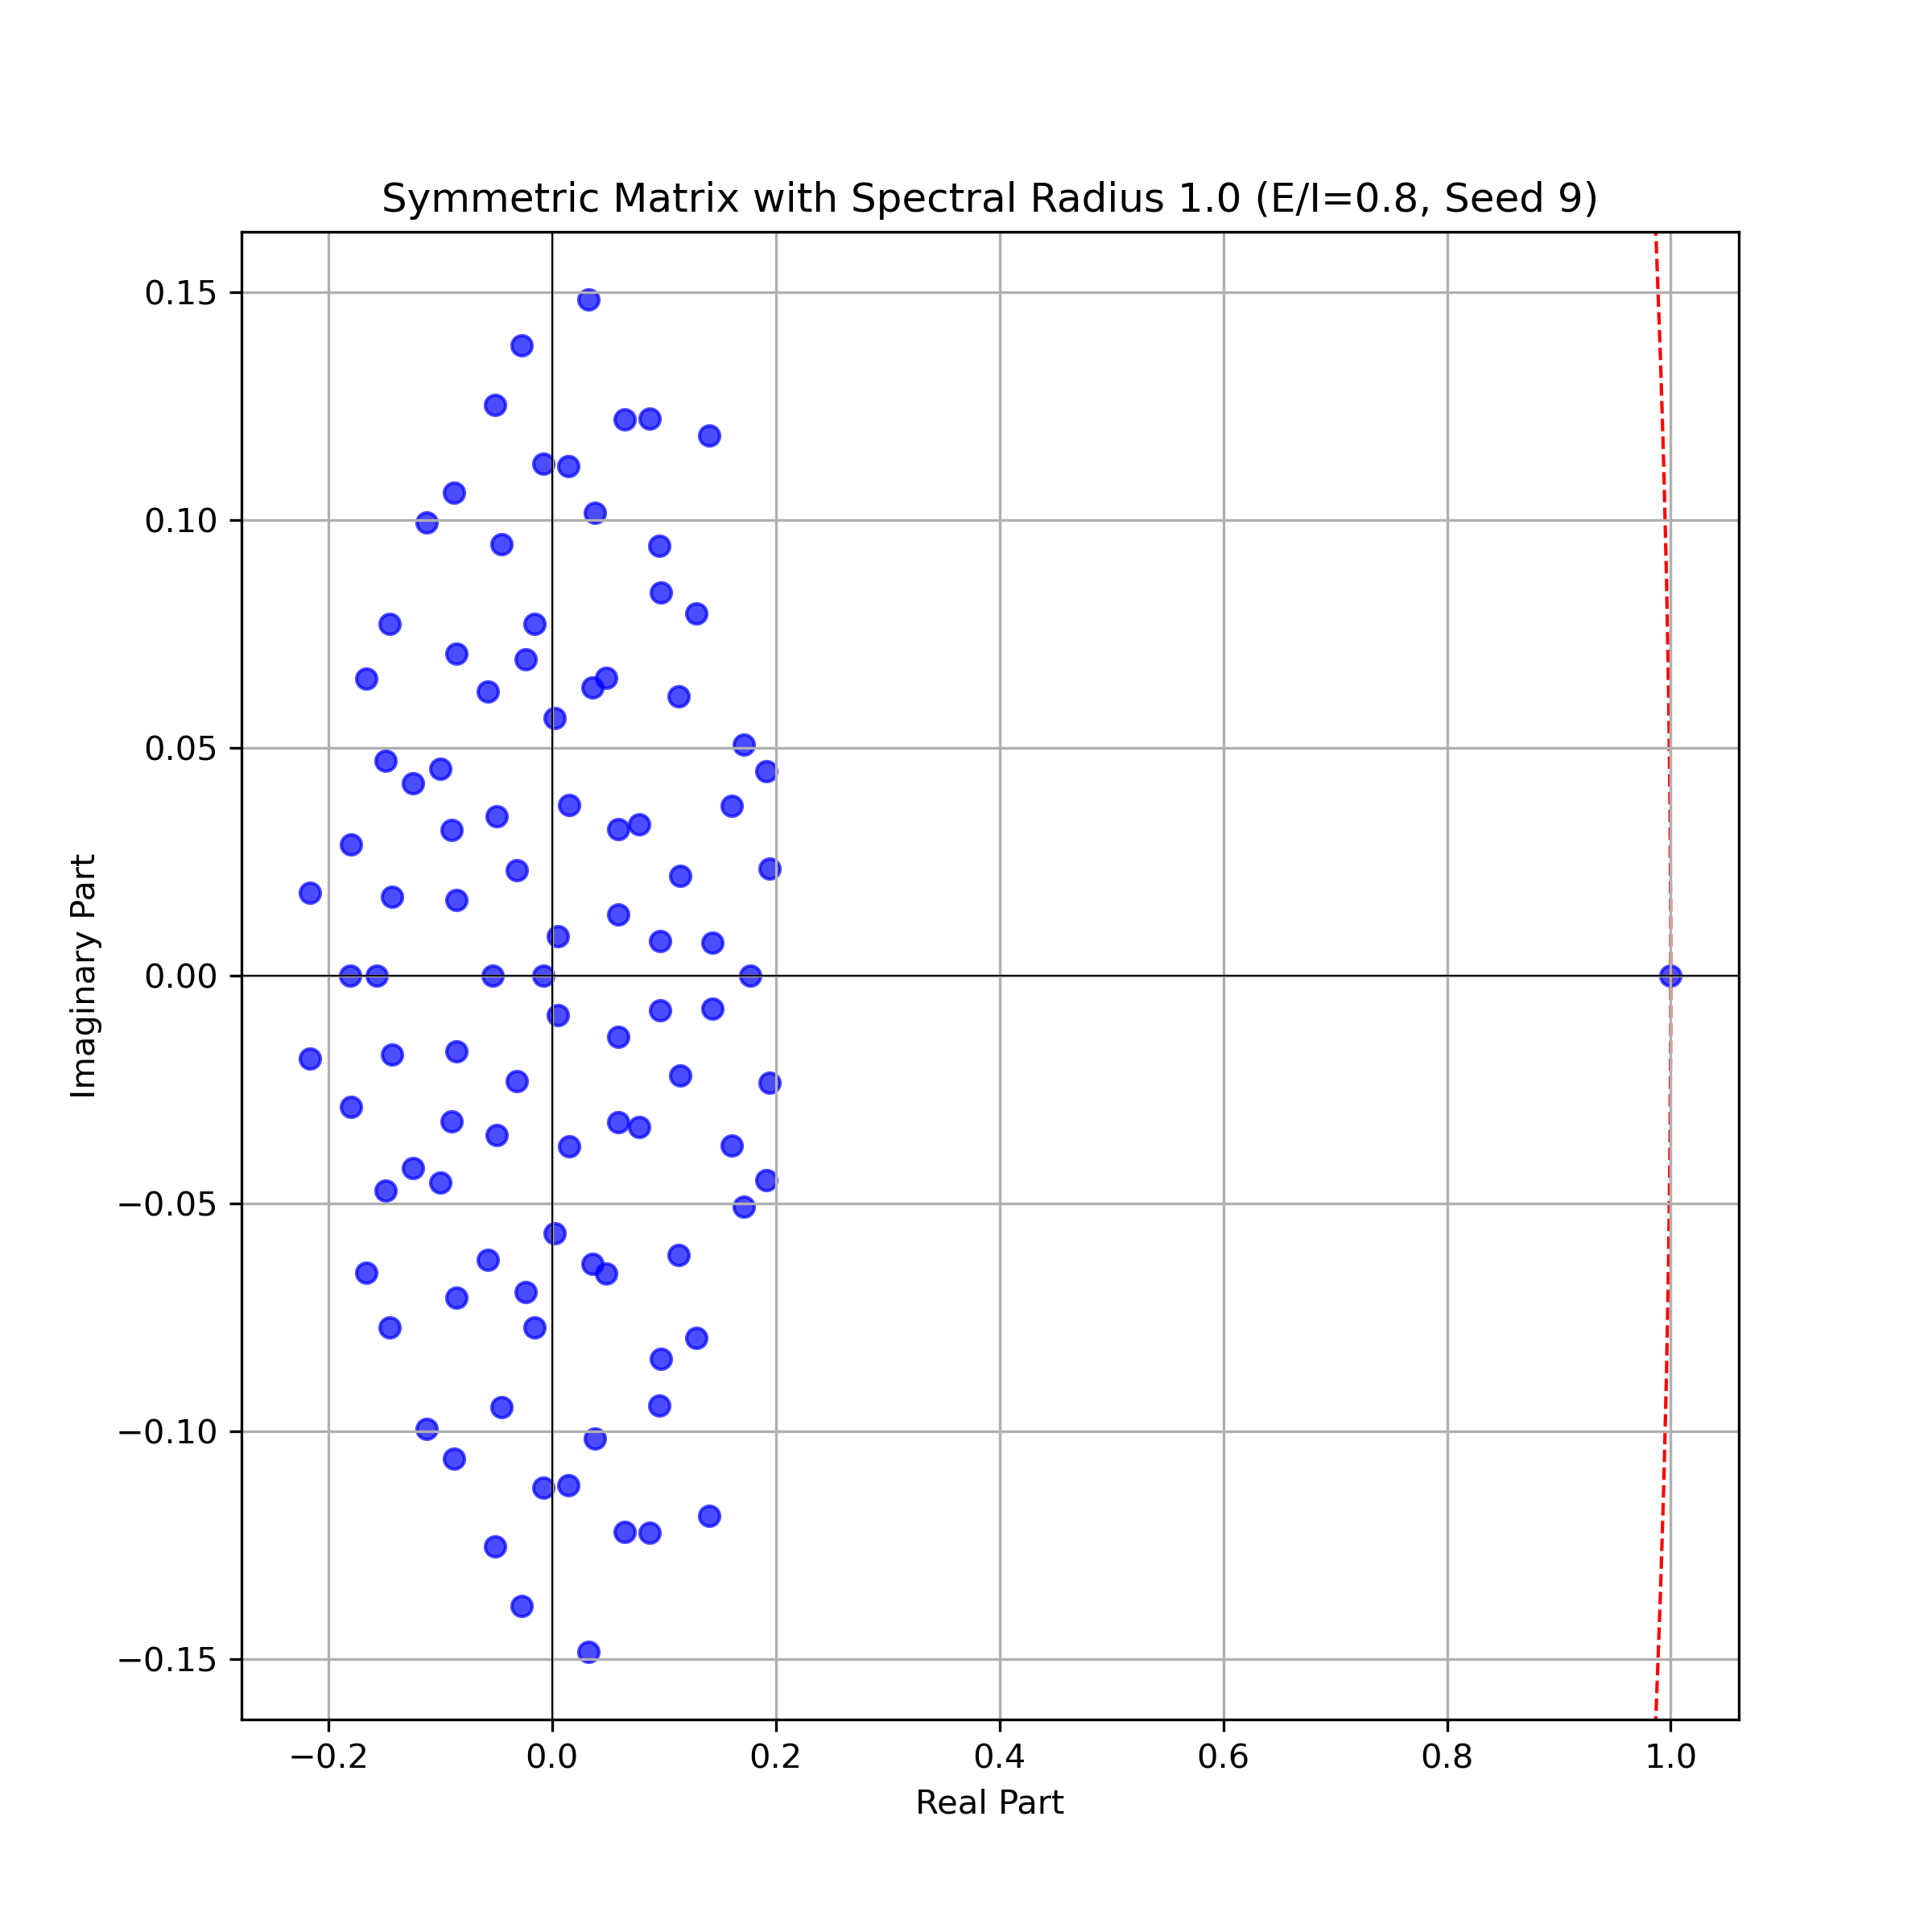 Symmetric Matrix with Spectral Radius 1.0 (E/I=0.8, Seed 9)
0.15
0.10
0.05
0.00
−0.05
−0.10
−0.15
Imaginary Part
−0.2 0.0 0.2 0.4 0.6 0.8 1.0
Real Part